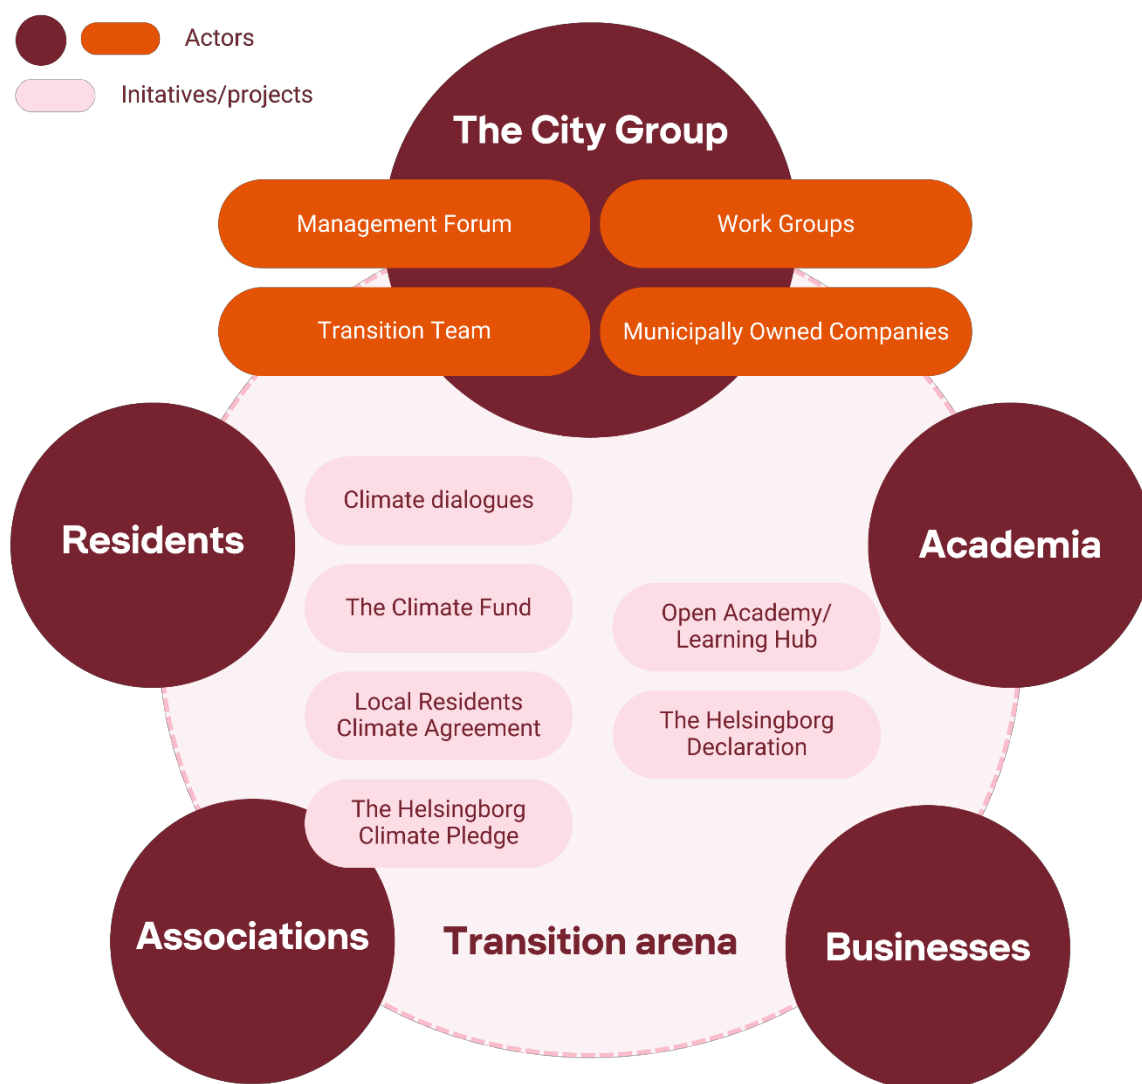 Actors
Initatives/projects
The City Group
Management Forum
Work Groups
Transition Team
Municipally Owned Companies
Residents
Academia
Climate dialogues
The Climate Fund
Local Residents
Climate Agreement
The Helsingborg
Climate Pledge
Open Academy/
Learning Hub
The Helsingborg
Declaration
Associations
Transition arena
Businesses